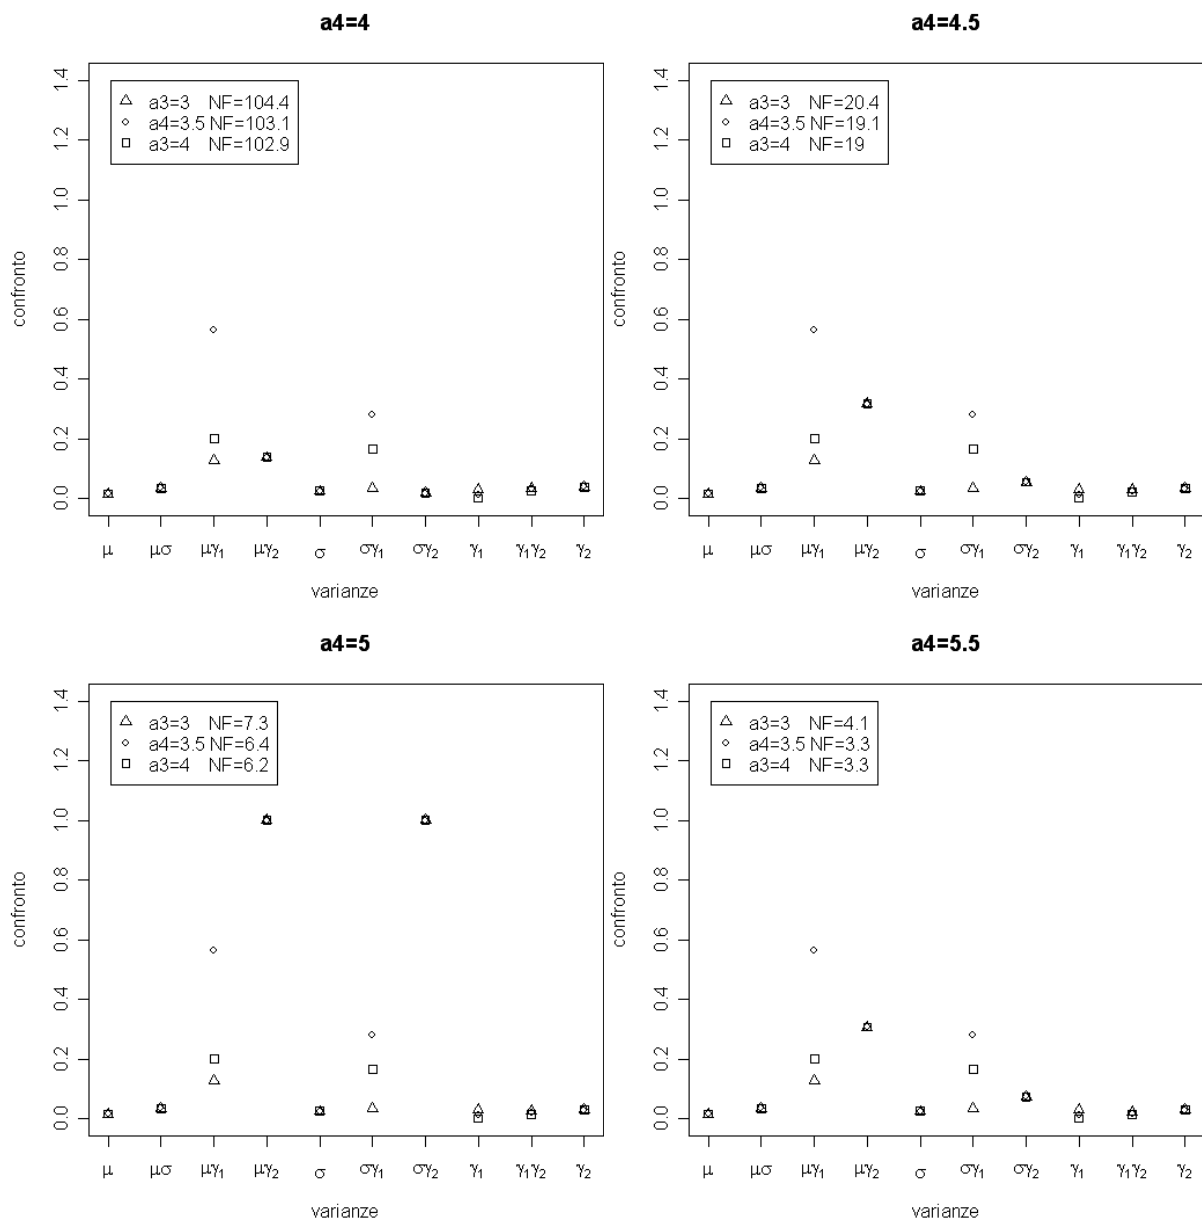 a4=4
1.4
1.2
1.0
0.8
0.6
0.4
0.2
0.0
confronto
a3=3 NF=104.4
a4=3.5 NF=103.1
a3=4 NF=102.9
μ μσ μγ1 μγ2 σ σγ1 σγ2 γ1 γ1γ2 γ2
varianze
a4=4.5
1.4
1.2
1.0
0.8
0.6
0.4
0.2
0.0
confronto
a3=3 NF=20.4
a4=3.5 NF=19.1
a3=4 NF=19
μ μσ μγ1 μγ2 σ σγ1 σγ2 γ1 γ1γ2 γ2
varianze
a4=5
1.4
1.2
1.0
0.8
0.6
0.4
0.2
0.0
confronto
a3=3 NF=7.3
a4=3.5 NF=6.4
a3=4 NF=6.2
μ μσ μγ1 μγ2 σ σγ1 σγ2 γ1 γ1γ2 γ2
varianze
a4=5.5
1.4
1.2
1.0
0.8
0.6
0.4
0.2
0.0
confronto
a3=3 NF=4.1
a4=3.5 NF=3.3
a3=4 NF=3.3
μ μσ μγ1 μγ2 σ σγ1 σγ2 γ1 γ1γ2 γ2
varianze